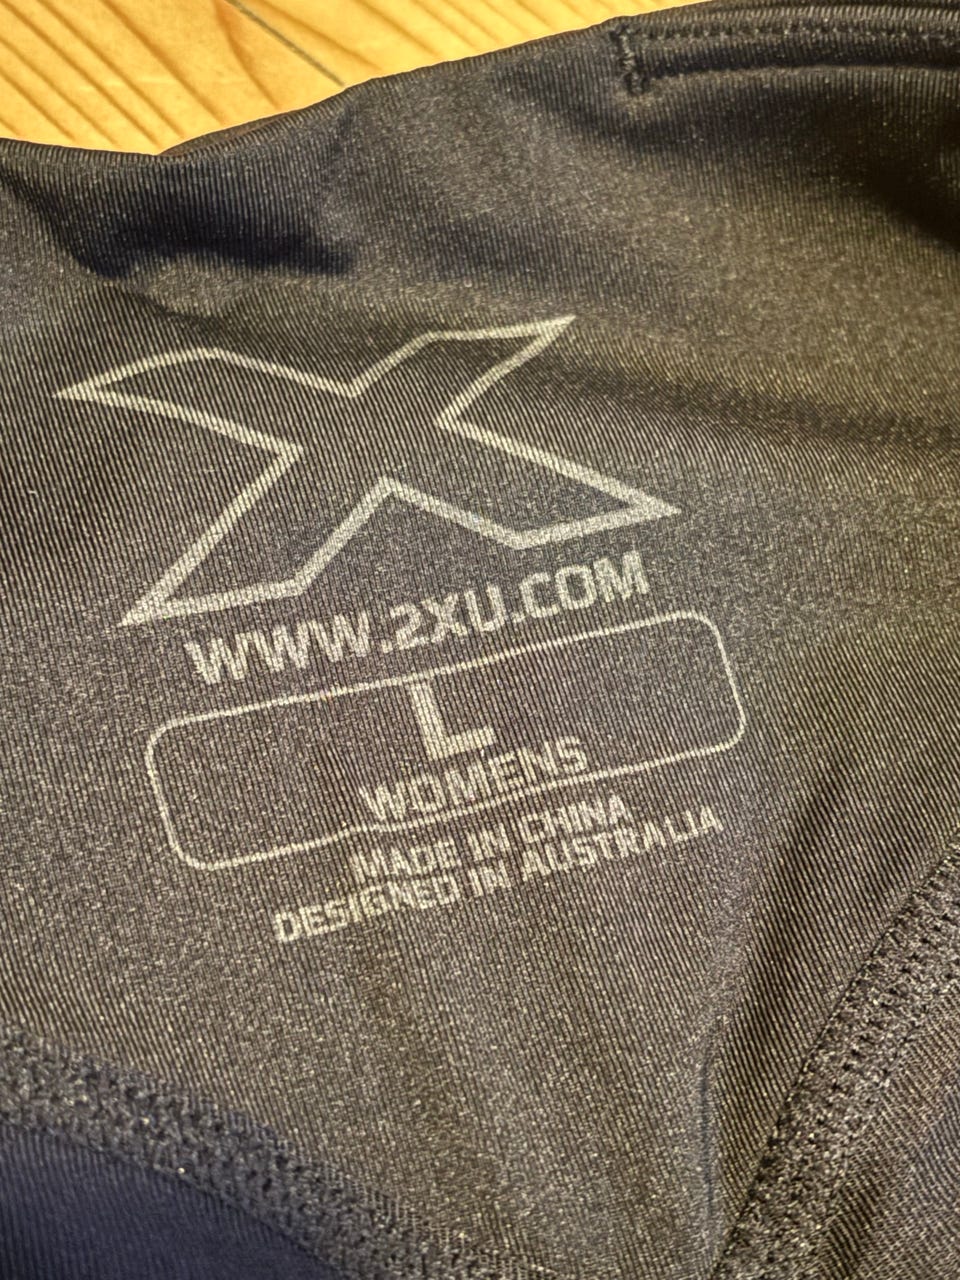 X
WWW.2XU.COM
L
WOMENS
MADE IN CHINA
DESIGNED IN AUSTRALIA